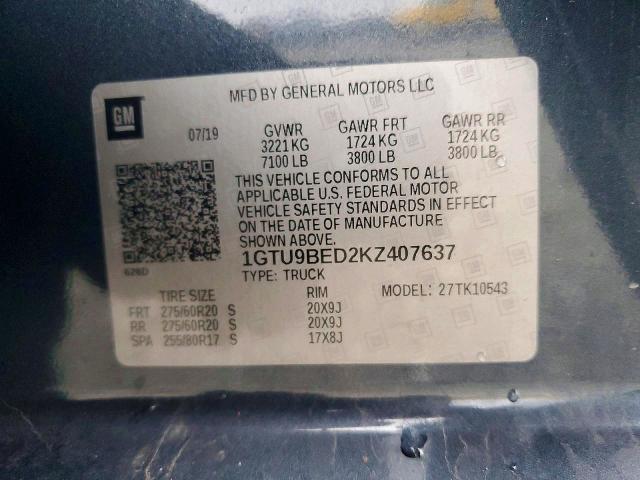 MFD BY GENERAL MOTORS LLC
GM
07/19 GVWR GAWR FRT GAWR RR
3221 KG 1724 KG 1724 KG
7100 LB 3800 LB 3800 LB
THIS VEHICLE CONFORMS TO ALL
APPLICABLE U.S. FEDERAL MOTOR
VEHICLE SAFETY STANDARDS IN EFFECT
ON THE DATE OF MANUFACTURE
SHOWN ABOVE.
1GTU9BED2KZ407637
626D
TYPE: TRUCK
TIRE SIZE RIM MODEL: 27TK10543
FRT 275/60R20 S 20X9J
RR 275/60R20 S 20X9J
SPA 255/80R17 S 17X8J